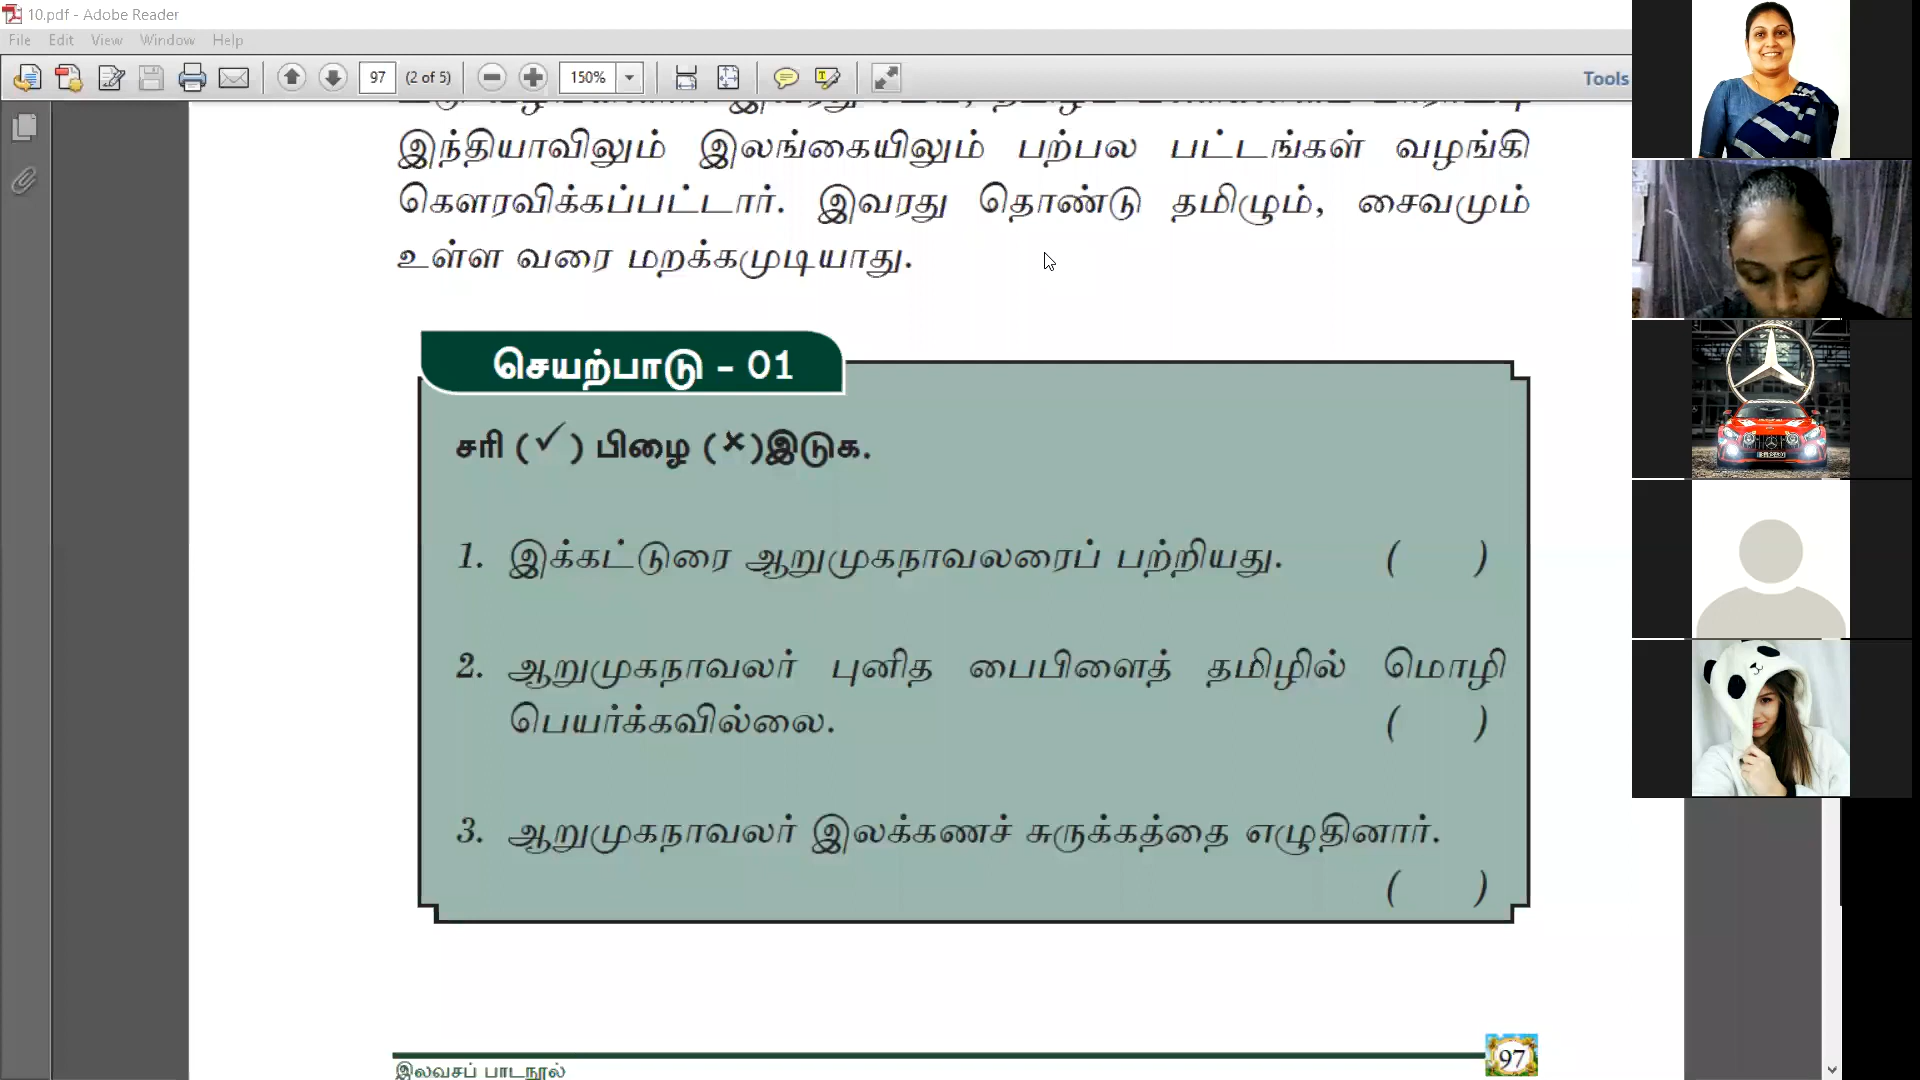 10.pdf - Adobe Reader
File Edit View Window Help
97 (2 of 5) 150% Tools
இந்தியாவிலும் இலங்கையிலும் பற்பல பட்டங்கள் வழங்கி
கௌரவிக்கப்பட்டார். இவரது தொண்டு தமிழும், சைவமும்
உள்ள வரை மறக்கமுடியாது.
செயற்பாடு - 01
சரி (✓) பிழை (✗)இடுக.
1. இக்கட்டுரை ஆறுமுகநாவலரைப் பற்றியது. ( )
2. ஆறுமுகநாவலர் புனித பைபிளைத் தமிழில் மொழி
பெயர்க்கவில்லை. ( )
3. ஆறுமுகநாவலர் இலக்கணச் சுருக்கத்தை எழுதினார்.
( )
இலவசப் பாடநூல்
97